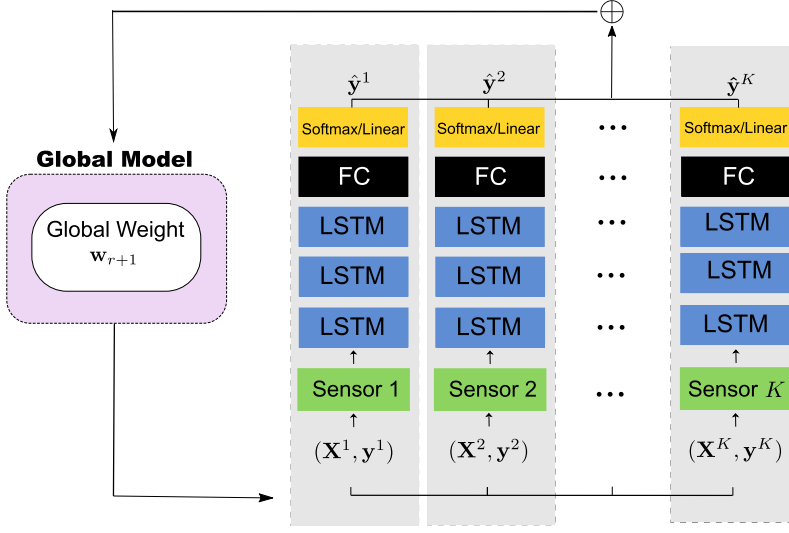 ŷ¹ ŷ² ... ŷᴷ
Softmax/Linear Softmax/Linear ... Softmax/Linear
Global Model
FC FC ... FC
Global Weight
w_{r+1}
LSTM LSTM ... LSTM
LSTM LSTM ... LSTM
LSTM LSTM ... LSTM
Sensor 1 Sensor 2 ... Sensor K
(X¹, y¹) (X², y²) (Xᴷ, yᴷ)